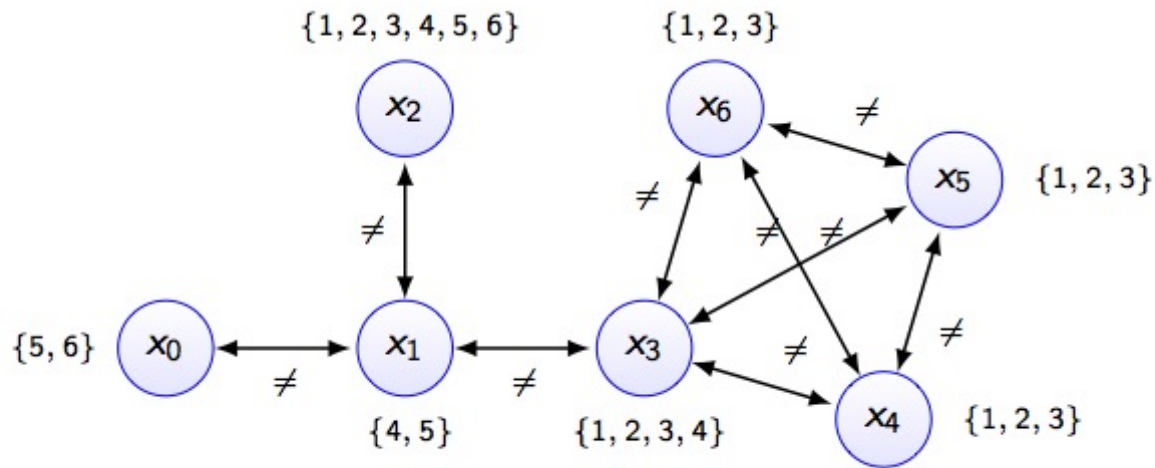 {1, 2, 3, 4, 5, 6}
{1, 2, 3}
x₂
x₆
≠
x₅
{1, 2, 3}
≠
≠
≠
≠
{5, 6}
x₀
x₁
x₃
≠
≠
≠
≠
x₄
{1, 2, 3}
{4, 5}
{1, 2, 3, 4}